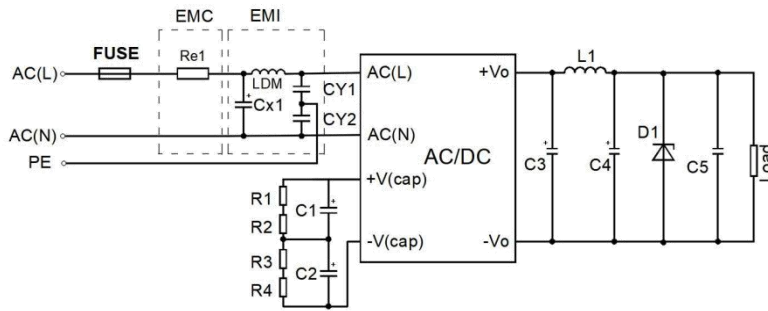 EMC EMI
FUSE Re1
AC(L) LDM AC(L) +Vo L1
Cx1 CY1
AC(N) CY2 AC(N)
PE AC/DC C3 C4 D1 C5 Load
+V(cap)
R1 C1
R2 -V(cap) -Vo
R3 C2
R4